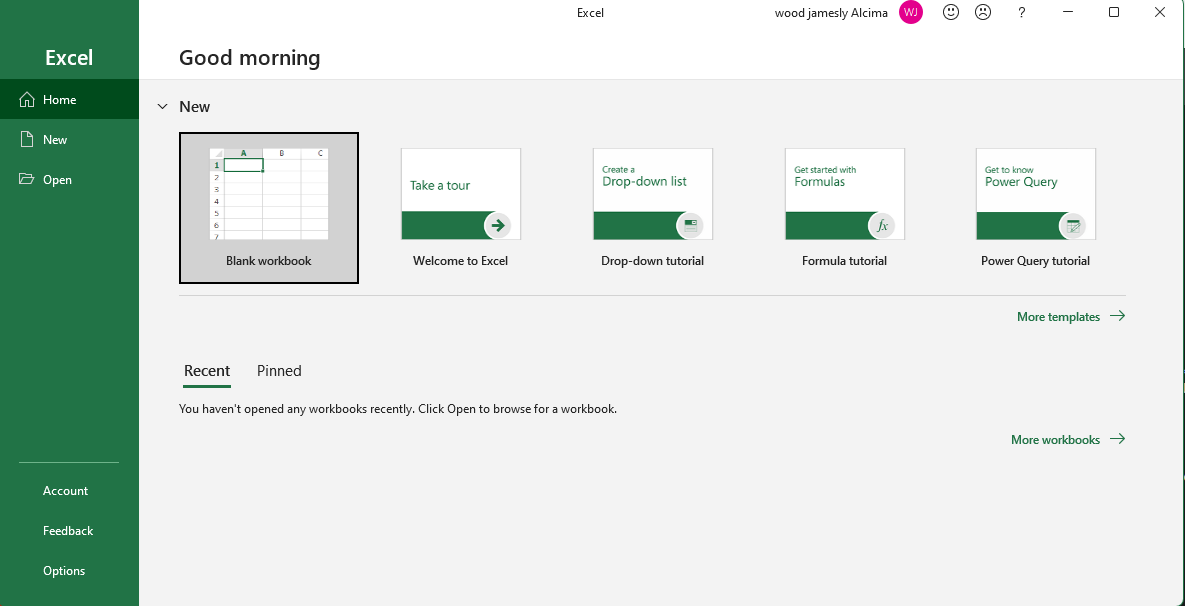 Excel
wood jamesly Alcima
WJ
?
Excel
Good morning
Home
New
Open
New
A B C
1
2
3
4
5
6
7
Blank workbook
Take a tour
Welcome to Excel
Create a
Drop-down list
Drop-down tutorial
Get started with
Formulas
fx
Formula tutorial
Get to know
Power Query
Power Query tutorial
More templates
Recent
Pinned
You haven't opened any workbooks recently. Click Open to browse for a workbook.
More workbooks
Account
Feedback
Options